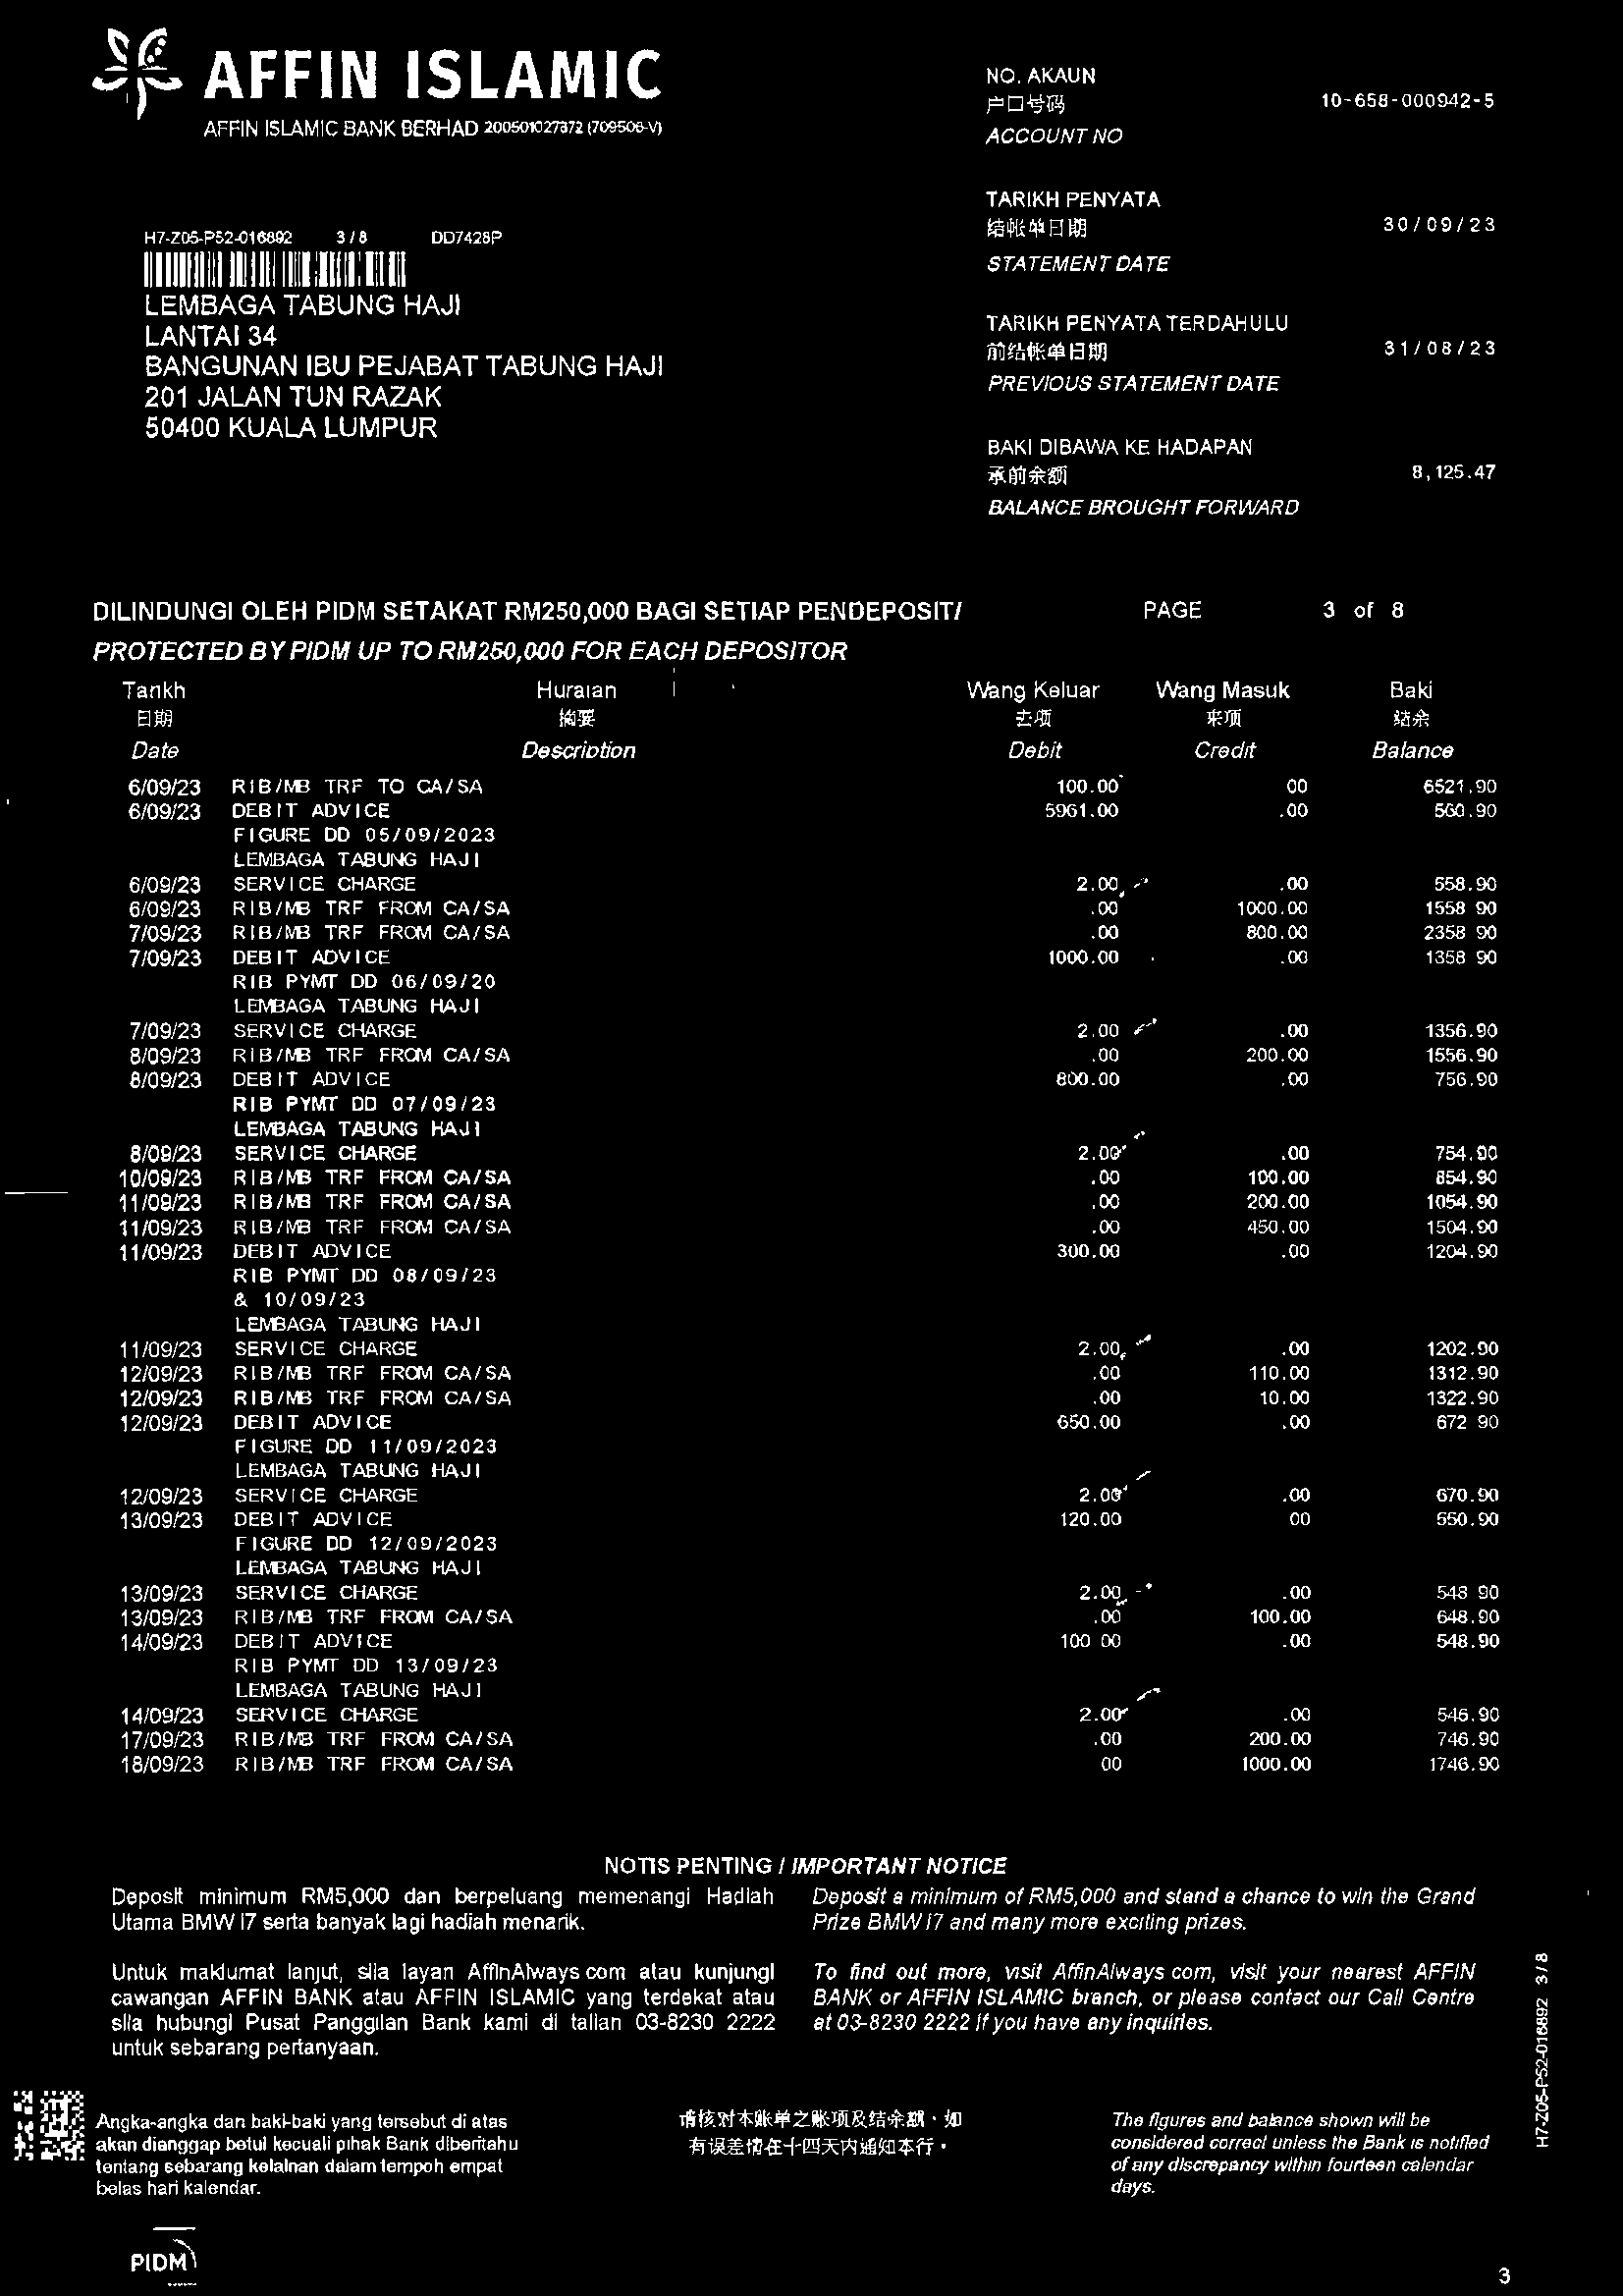 AFFIN ISLAMIC
AFFIN ISLAMIC BANK BERHAD 200501027372 (709506-V)
NO. AKAUN
户口号码
ACCOUNT NO
10-658-000942-5
TARIKH PENYATA
结帐单日期
STATEMENT DATE
30/09/23
TARIKH PENYATA TERDAHULU
前结帐单日期
PREVIOUS STATEMENT DATE
31/08/23
BAKI DIBAWA KE HADAPAN
承前余额
BALANCE BROUGHT FORWARD
8,125.47
H7-Z05-P52-016892 3/8 DD7428P
LEMBAGA TABUNG HAJI
LANTAI 34
BANGUNAN IBU PEJABAT TABUNG HAJI
201 JALAN TUN RAZAK
50400 KUALA LUMPUR
DILINDUNGI OLEH PIDM SETAKAT RM250,000 BAGI SETIAP PENDEPOSIT/ PAGE 3 of 8
PROTECTED BY PIDM UP TO RM250,000 FOR EACH DEPOSITOR
Tarikh Huraian Wang Keluar Wang Masuk Baki
日期 摘要 去项 来项 结余
Date Description Debit Credit Balance
6/09/23 RIB/MB TRF TO CA/SA 100.00 00 6521.90
6/09/23 DEBIT ADVICE 5961.00 .00 560.90
FIGURE DD 05/09/2023
LEMBAGA TABUNG HAJI
6/09/23 SERVICE CHARGE 2.00 .00 558.90
6/09/23 RIB/MB TRF FROM CA/SA .00 1000.00 1558 90
7/09/23 RIB/MB TRF FROM CA/SA .00 800.00 2358 90
7/09/23 DEBIT ADVICE 1000.00 .00 1358 90
RIB PYMT DD 06/09/20
LEMBAGA TABUNG HAJI
7/09/23 SERVICE CHARGE 2.00 .00 1356.90
8/09/23 RIB/MB TRF FROM CA/SA .00 200.00 1556.90
8/09/23 DEBIT ADVICE 800.00 .00 756.90
RIB PYMT DD 07/09/23
LEMBAGA TABUNG HAJI
8/09/23 SERVICE CHARGE 2.00 .00 754.90
10/09/23 RIB/MB TRF FROM CA/SA .00 100.00 854.90
11/09/23 RIB/MB TRF FROM CA/SA .00 200.00 1054.90
11/09/23 RIB/MB TRF FROM CA/SA .00 450.00 1504.90
11/09/23 DEBIT ADVICE 300.00 .00 1204.90
RIB PYMT DD 08/09/23
& 10/09/23
LEMBAGA TABUNG HAJI
11/09/23 SERVICE CHARGE 2.00 .00 1202.90
12/09/23 RIB/MB TRF FROM CA/SA .00 110.00 1312.90
12/09/23 RIB/MB TRF FROM CA/SA .00 10.00 1322.90
12/09/23 DEBIT ADVICE 650.00 .00 672 90
FIGURE DD 11/09/2023
LEMBAGA TABUNG HAJI
12/09/23 SERVICE CHARGE 2.00 .00 670.90
13/09/23 DEBIT ADVICE 120.00 00 550.90
FIGURE DD 12/09/2023
LEMBAGA TABUNG HAJI
13/09/23 SERVICE CHARGE 2.00 .00 548 90
13/09/23 RIB/MB TRF FROM CA/SA .00 100.00 648.90
14/09/23 DEBIT ADVICE 100 00 .00 548.90
RIB PYMT DD 13/09/23
LEMBAGA TABUNG HAJI
14/09/23 SERVICE CHARGE 2.00 .00 546.90
17/09/23 RIB/MB TRF FROM CA/SA .00 200.00 746.90
18/09/23 RIB/MB TRF FROM CA/SA 00 1000.00 1746.90
NOTIS PENTING / IMPORTANT NOTICE
Deposit minimum RM5,000 dan berpeluang memenangi Hadiah
Utama BMW i7 serta banyak lagi hadiah menarik.
Untuk maklumat lanjut, sila layari AffinAlways com atau kunjungi
cawangan AFFIN BANK atau AFFIN ISLAMIC yang terdekat atau
sila hubungi Pusat Panggilan Bank kami di talian 03-8230 2222
untuk sebarang pertanyaan.
Deposit a minimum of RM5,000 and stand a chance to win the Grand
Prize BMW i7 and many more exciting prizes.
To find out more, visit AffinAlways com, visit your nearest AFFIN
BANK or AFFIN ISLAMIC branch, or please contact our Call Centre
at 03-8230 2222 if you have any inquiries.
H7-Z05-P52-016892 3/8
Angka-angka dan baki-baki yang tersebut di atas
akan dianggap betul kecuali pihak Bank diberitahu
tentang sebarang kelainan dalam tempoh empat
belas hari kalendar.
请核对本账单之账项及结余额，如
有误差请在十四天内通知本行。
The figures and balance shown will be
considered correct unless the Bank is notified
of any discrepancy within fourteen calendar
days.
PIDM
3